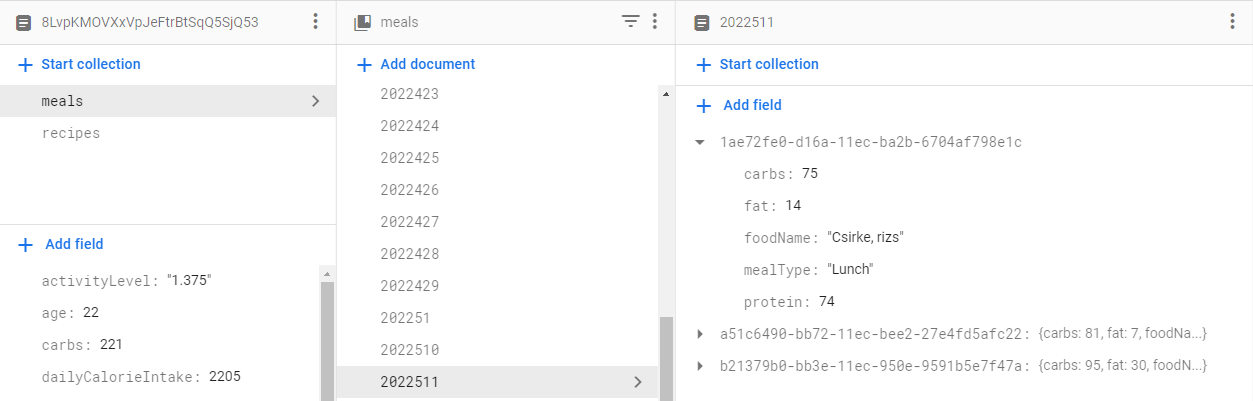 8LvpKMOVXxVpJeFtrBtSqQ5SjQ53
Start collection
meals
recipes
Add field
activityLevel: "1.375"
age: 22
carbs: 221
dailyCalorieIntake: 2205
meals
Add document
2022423
2022424
2022425
2022426
2022427
2022428
2022429
202251
2022510
2022511
2022511
Start collection
Add field
1ae72fe0-d16a-11ec-ba2b-6704af798e1c
carbs: 75
fat: 14
foodName: "Csirke, rizs"
mealType: "Lunch"
protein: 74
a51c6490-bb72-11ec-bee2-27e4fd5afc22: {carbs: 81, fat: 7, foodNa...}
b21379b0-bb3e-11ec-950e-9591b5e7f47a: {carbs: 95, fat: 30, foodN...}